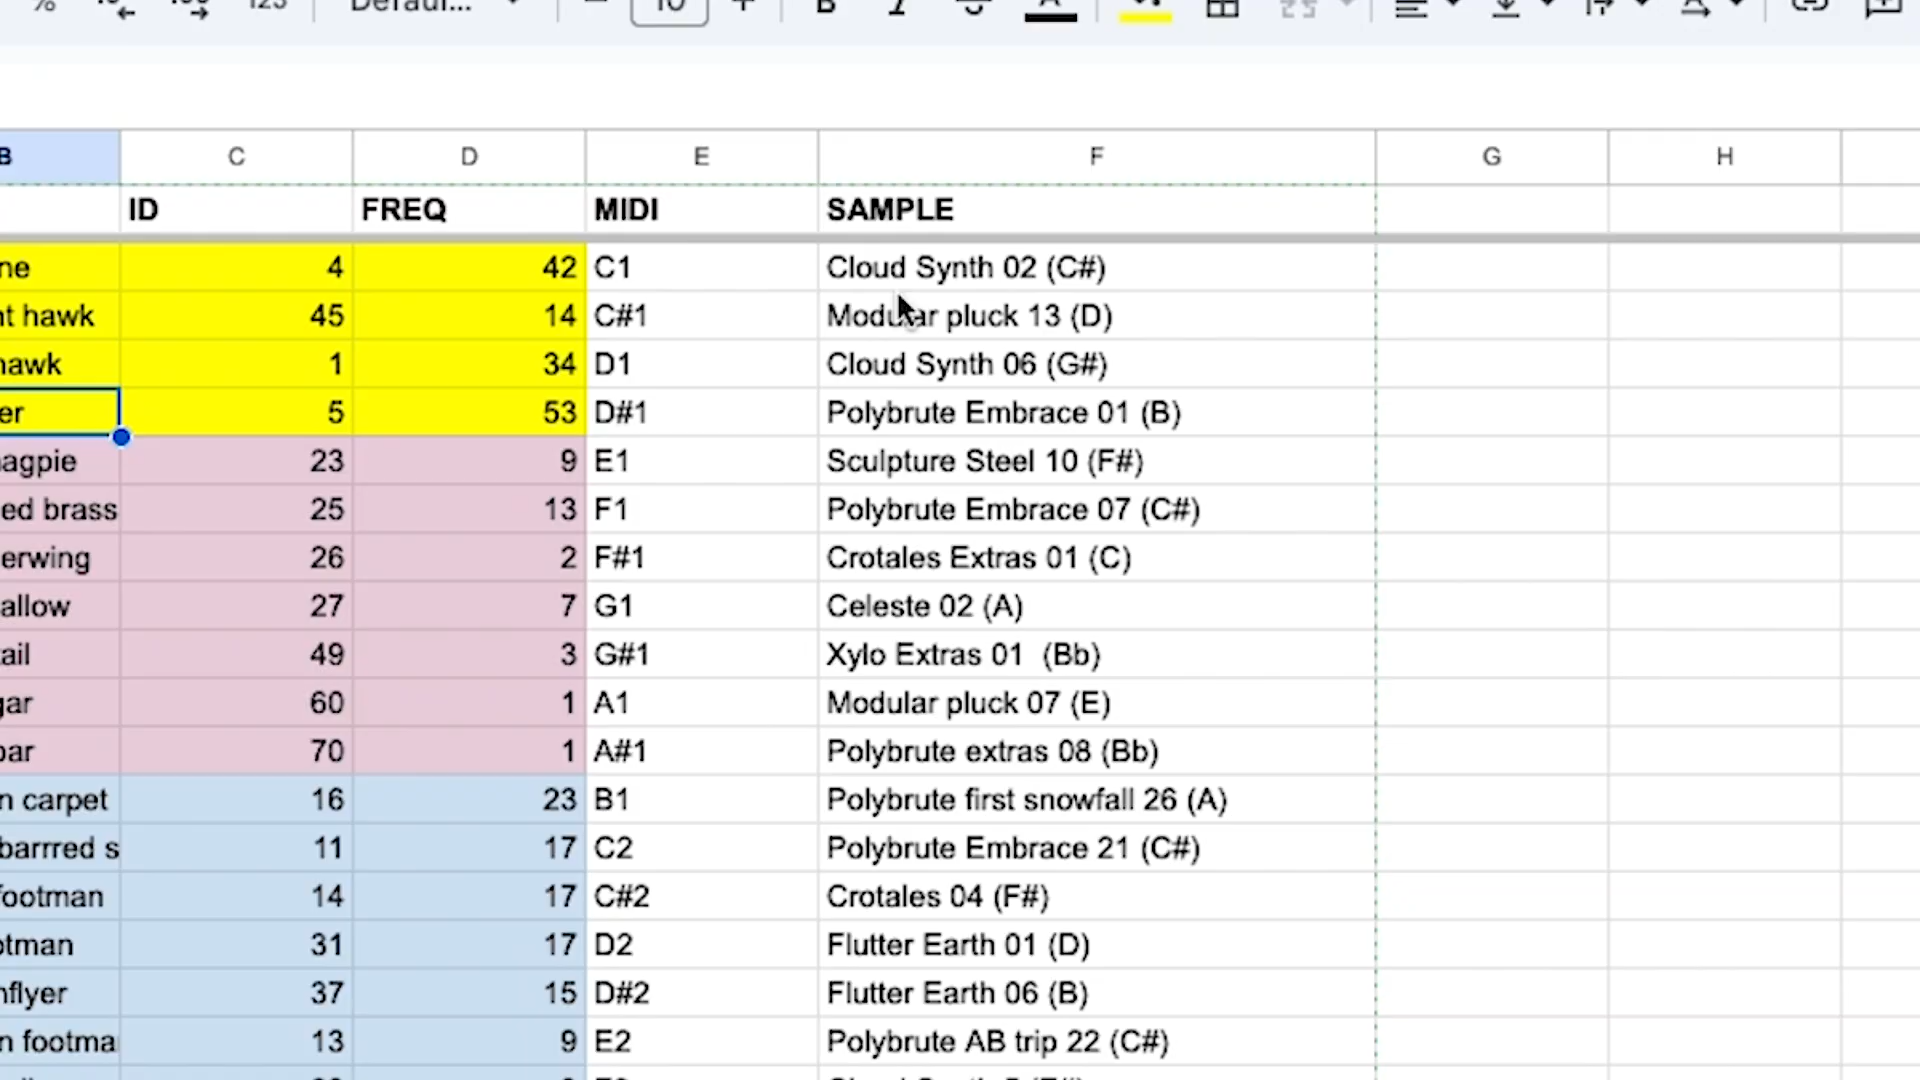 % 123 Defaul... 10 B A
B C D E F G H
ID FREQ MIDI SAMPLE
ne 4 42 C1 Cloud Synth 02 (C#)
nt hawk 45 14 C#1 Modular pluck 13 (D)
hawk 1 34 D1 Cloud Synth 06 (G#)
er 5 53 D#1 Polybrute Embrace 01 (B)
agpie 23 9 E1 Sculpture Steel 10 (F#)
ed brass 25 13 F1 Polybrute Embrace 07 (C#)
erwing 26 2 F#1 Crotales Extras 01 (C)
allow 27 7 G1 Celeste 02 (A)
ail 49 3 G#1 Xylo Extras 01 (Bb)
gar 60 1 A1 Modular pluck 07 (E)
bar 70 1 A#1 Polybrute extras 08 (Bb)
n carpet 16 23 B1 Polybrute first snowfall 26 (A)
barrred s 11 17 C2 Polybrute Embrace 21 (C#)
footman 14 17 C#2 Crotales 04 (F#)
otman 31 17 D2 Flutter Earth 01 (D)
nflyer 37 15 D#2 Flutter Earth 06 (B)
n footma 13 9 E2 Polybrute AB trip 22 (C#)